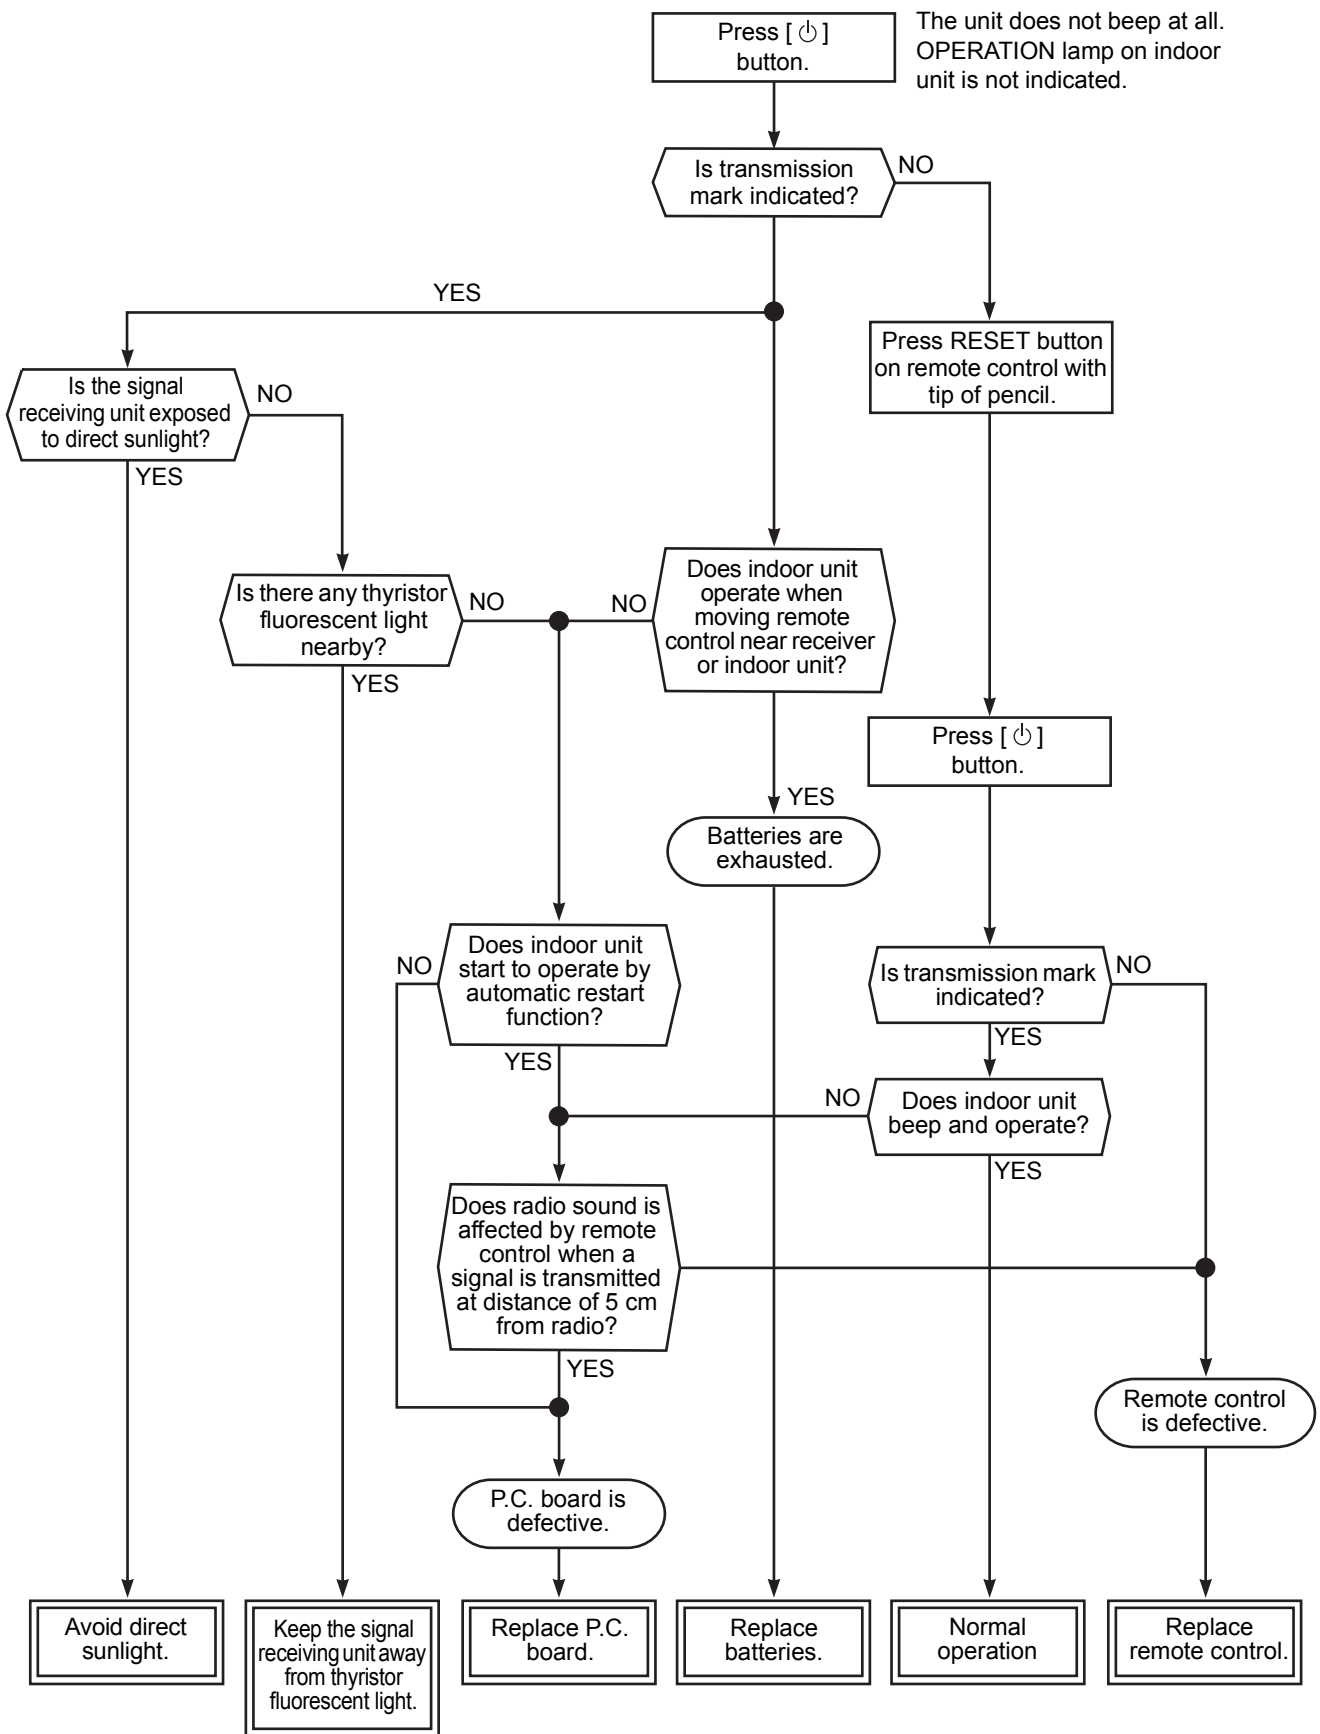 Press [ ⏻ ]
button.
The unit does not beep at all.
OPERATION lamp on indoor
unit is not indicated.
Is transmission
mark indicated?
NO
YES
Press RESET button
on remote control with
tip of pencil.
Is the signal
receiving unit exposed
to direct sunlight?
NO
YES
Is there any thyristor
fluorescent light
nearby?
NO
YES
NO
Does indoor unit
operate when
moving remote
control near receiver
or indoor unit?
YES
Press [ ⏻ ]
button.
Batteries are
exhausted.
NO
Does indoor unit
start to operate by
automatic restart
function?
YES
Is transmission mark
indicated?
NO
YES
NO
Does indoor unit
beep and operate?
YES
Does radio sound is
affected by remote
control when a
signal is transmitted
at distance of 5 cm
from radio?
YES
Remote control
is defective.
P.C. board is
defective.
Avoid direct
sunlight.
Keep the signal
receiving unit away
from thyristor
fluorescent light.
Replace P.C.
board.
Replace
batteries.
Normal
operation
Replace
remote control.